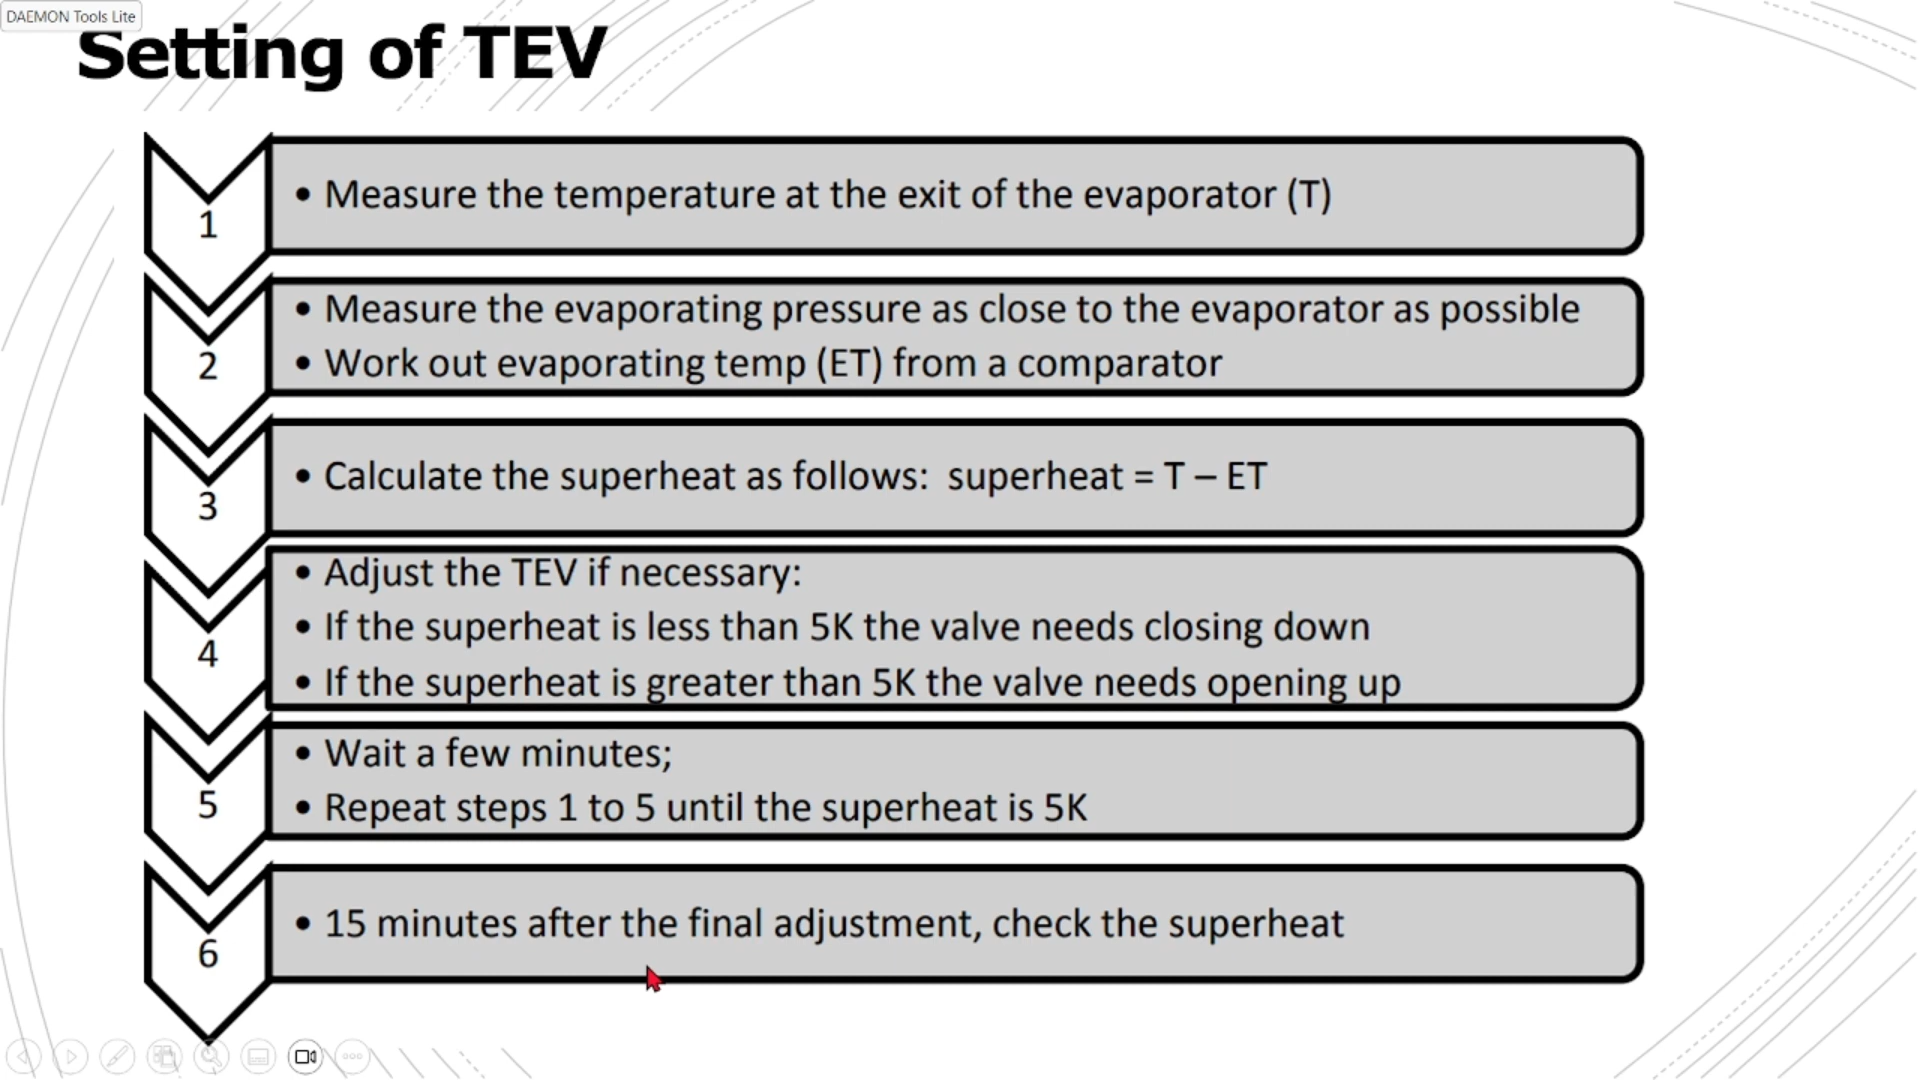 DAEMON Tools Lite
Setting of TEV
1
• Measure the temperature at the exit of the evaporator (T)
2
• Measure the evaporating pressure as close to the evaporator as possible
• Work out evaporating temp (ET) from a comparator
3
• Calculate the superheat as follows:  superheat = T – ET
4
• Adjust the TEV if necessary:
• If the superheat is less than 5K the valve needs closing down
• If the superheat is greater than 5K the valve needs opening up
5
• Wait a few minutes;
• Repeat steps 1 to 5 until the superheat is 5K
6
• 15 minutes after the final adjustment, check the superheat